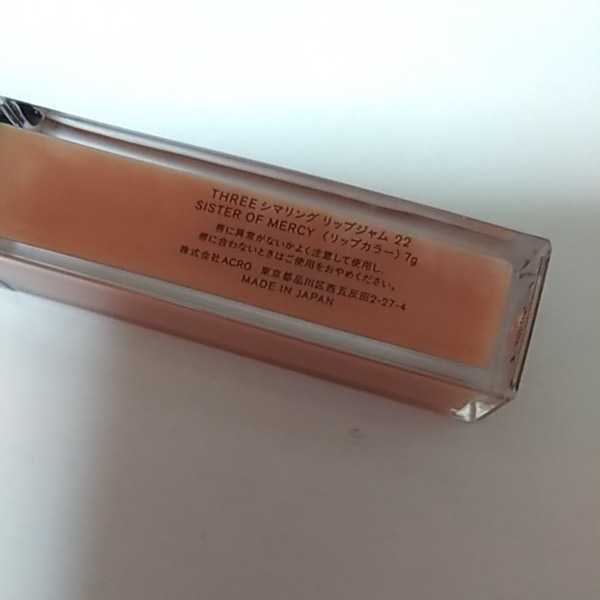 THREE シマリング リップジャム 22
SISTER OF MERCY 〈リップカラー〉7g
唇に異常がないかよく注意して使用し、
唇に合わないときはご使用をおやめください。
株式会社ACRO 東京都品川区西五反田2-27-4
MADE IN JAPAN